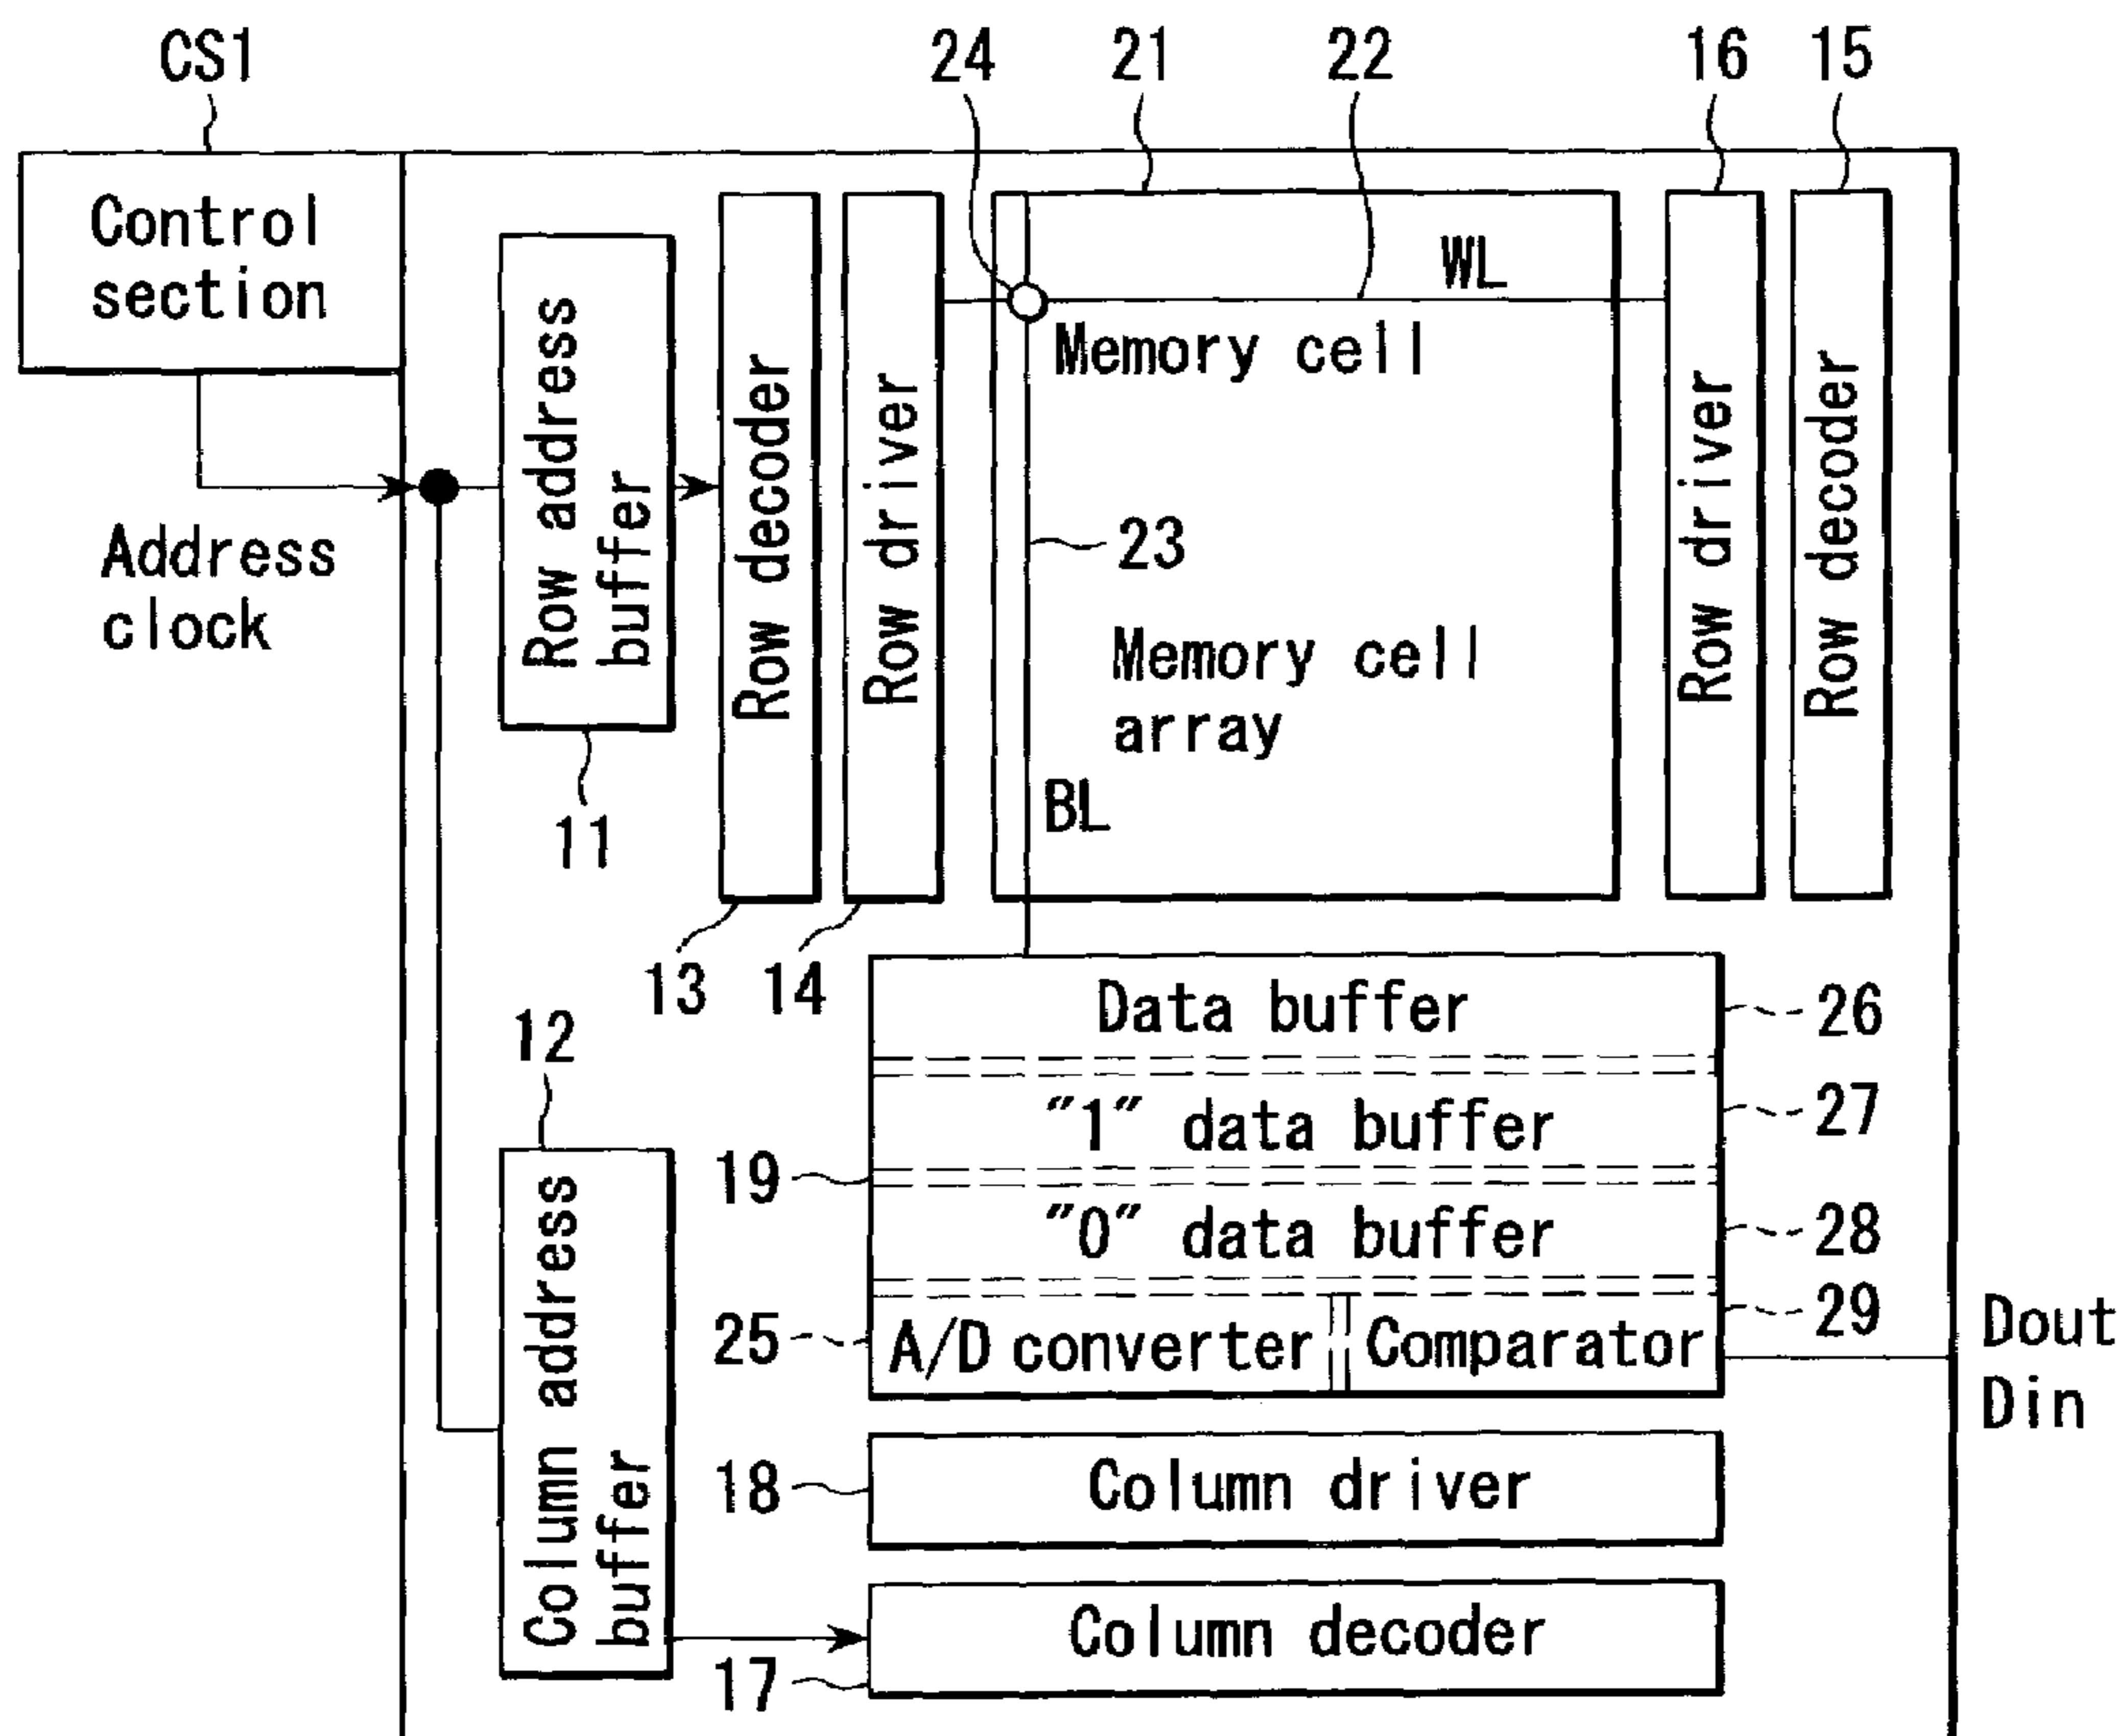 CS1
24
21
22
16
15
Control
section
WL
Memory cell
Row address
buffer
Row decoder
Row driver
Row driver
Row decoder
Address
clock
23
Memory cell
array
BL
11
13
14
Data buffer
26
12
"1" data buffer
27
19
"0" data buffer
28
25
A/D converter
Comparator
29
Dout
Din
Column address
buffer
18
Column driver
Column decoder
17